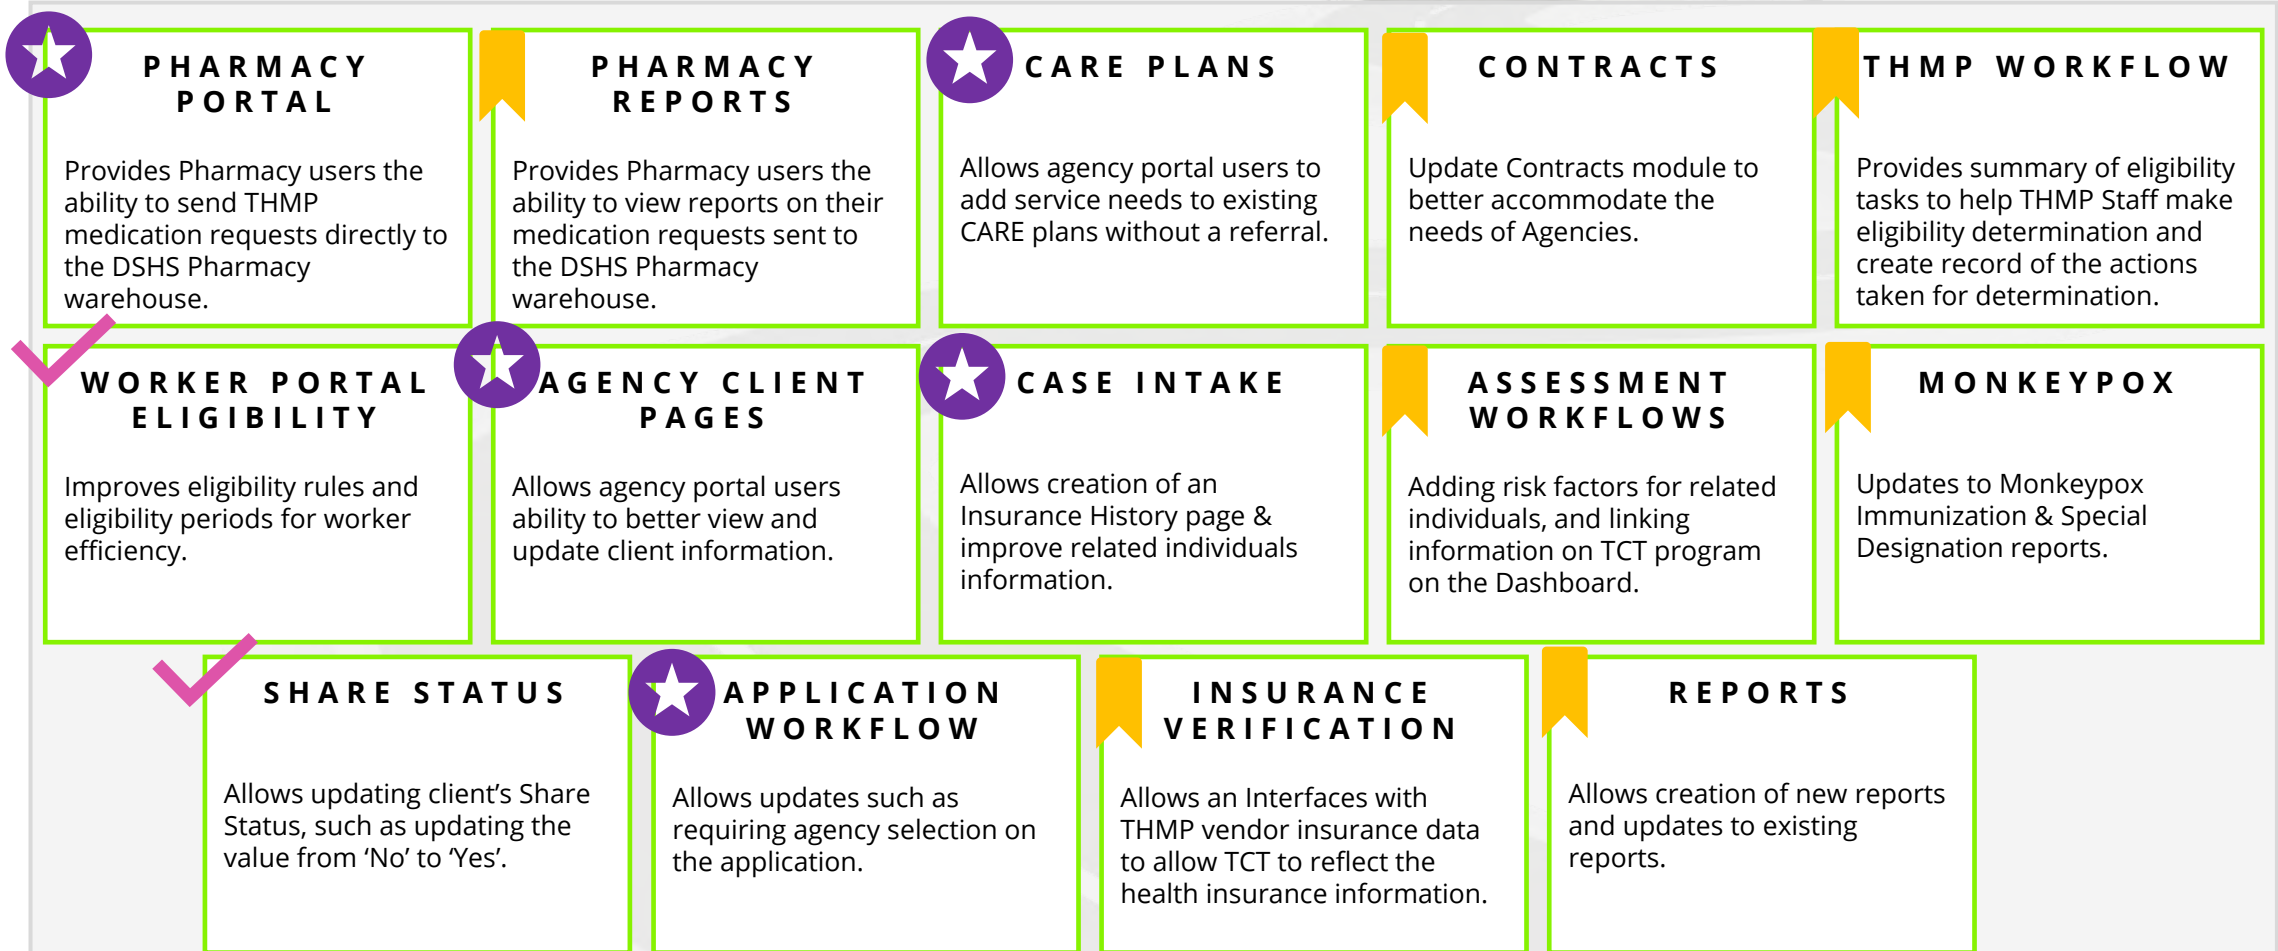 PHARMACY
PORTAL
Provides Pharmacy users the
ability to send THMP
medication requests directly to
the DSHS Pharmacy
warehouse.
PHARMACY
REPORTS
Provides Pharmacy users the
ability to view reports on their
medication requests sent to
the DSHS Pharmacy
warehouse.
CARE PLANS
Allows agency portal users to
add service needs to existing
CARE plans without a referral.
CONTRACTS
Update Contracts module to
better accommodate the
needs of Agencies.
THMP WORKFLOW
Provides summary of eligibility
tasks to help THMP Staff make
eligibility determination and
create record of the actions
taken for determination.
WORKER PORTAL
ELIGIBILITY
Improves eligibility rules and
eligibility periods for worker
efficiency.
AGENCY CLIENT
PAGES
Allows agency portal users
ability to better view and
update client information.
CASE INTAKE
Allows creation of an
Insurance History page &
improve related individuals
information.
ASSESSMENT
WORKFLOWS
Adding risk factors for related
individuals, and linking
information on TCT program
on the Dashboard.
MONKEYPOX
Updates to Monkeypox
Immunization & Special
Designation reports.
SHARE STATUS
Allows updating client’s Share
Status, such as updating the
value from ‘No’ to ‘Yes’.
APPLICATION
WORKFLOW
Allows updates such as
requiring agency selection on
the application.
INSURANCE
VERIFICATION
Allows an Interfaces with
THMP vendor insurance data
to allow TCT to reflect the
health insurance information.
REPORTS
Allows creation of new reports
and updates to existing
reports.